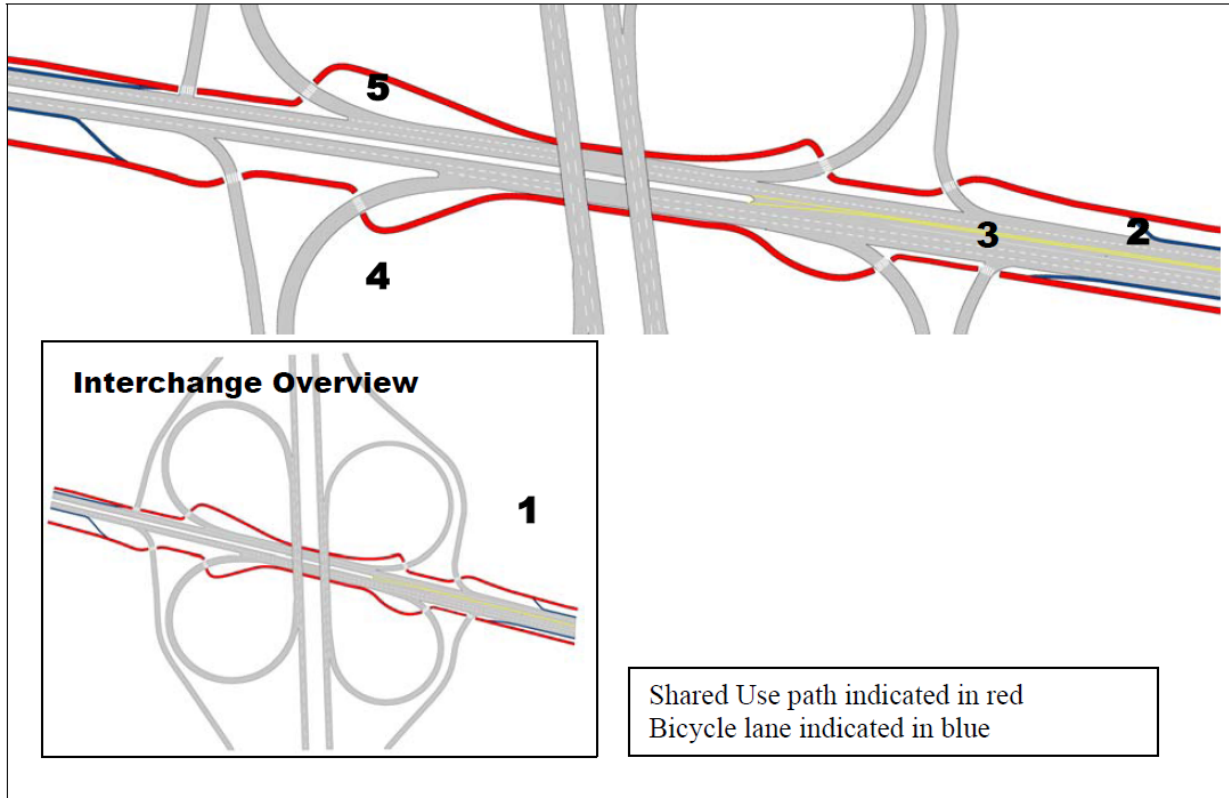 5
2
3
4
Interchange Overview
1
Shared Use path indicated in red
Bicycle lane indicated in blue